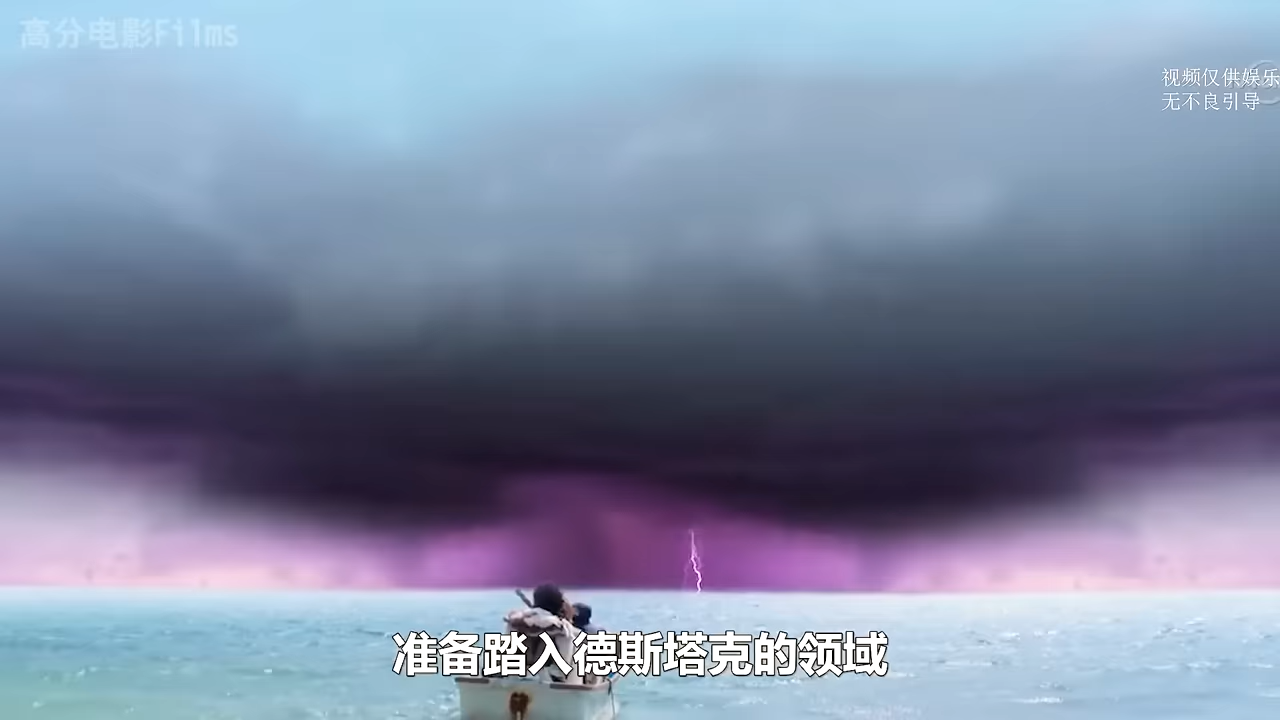 高分电影Films
视频仅供娱乐
无不良引导
准备踏入德斯塔克的领域